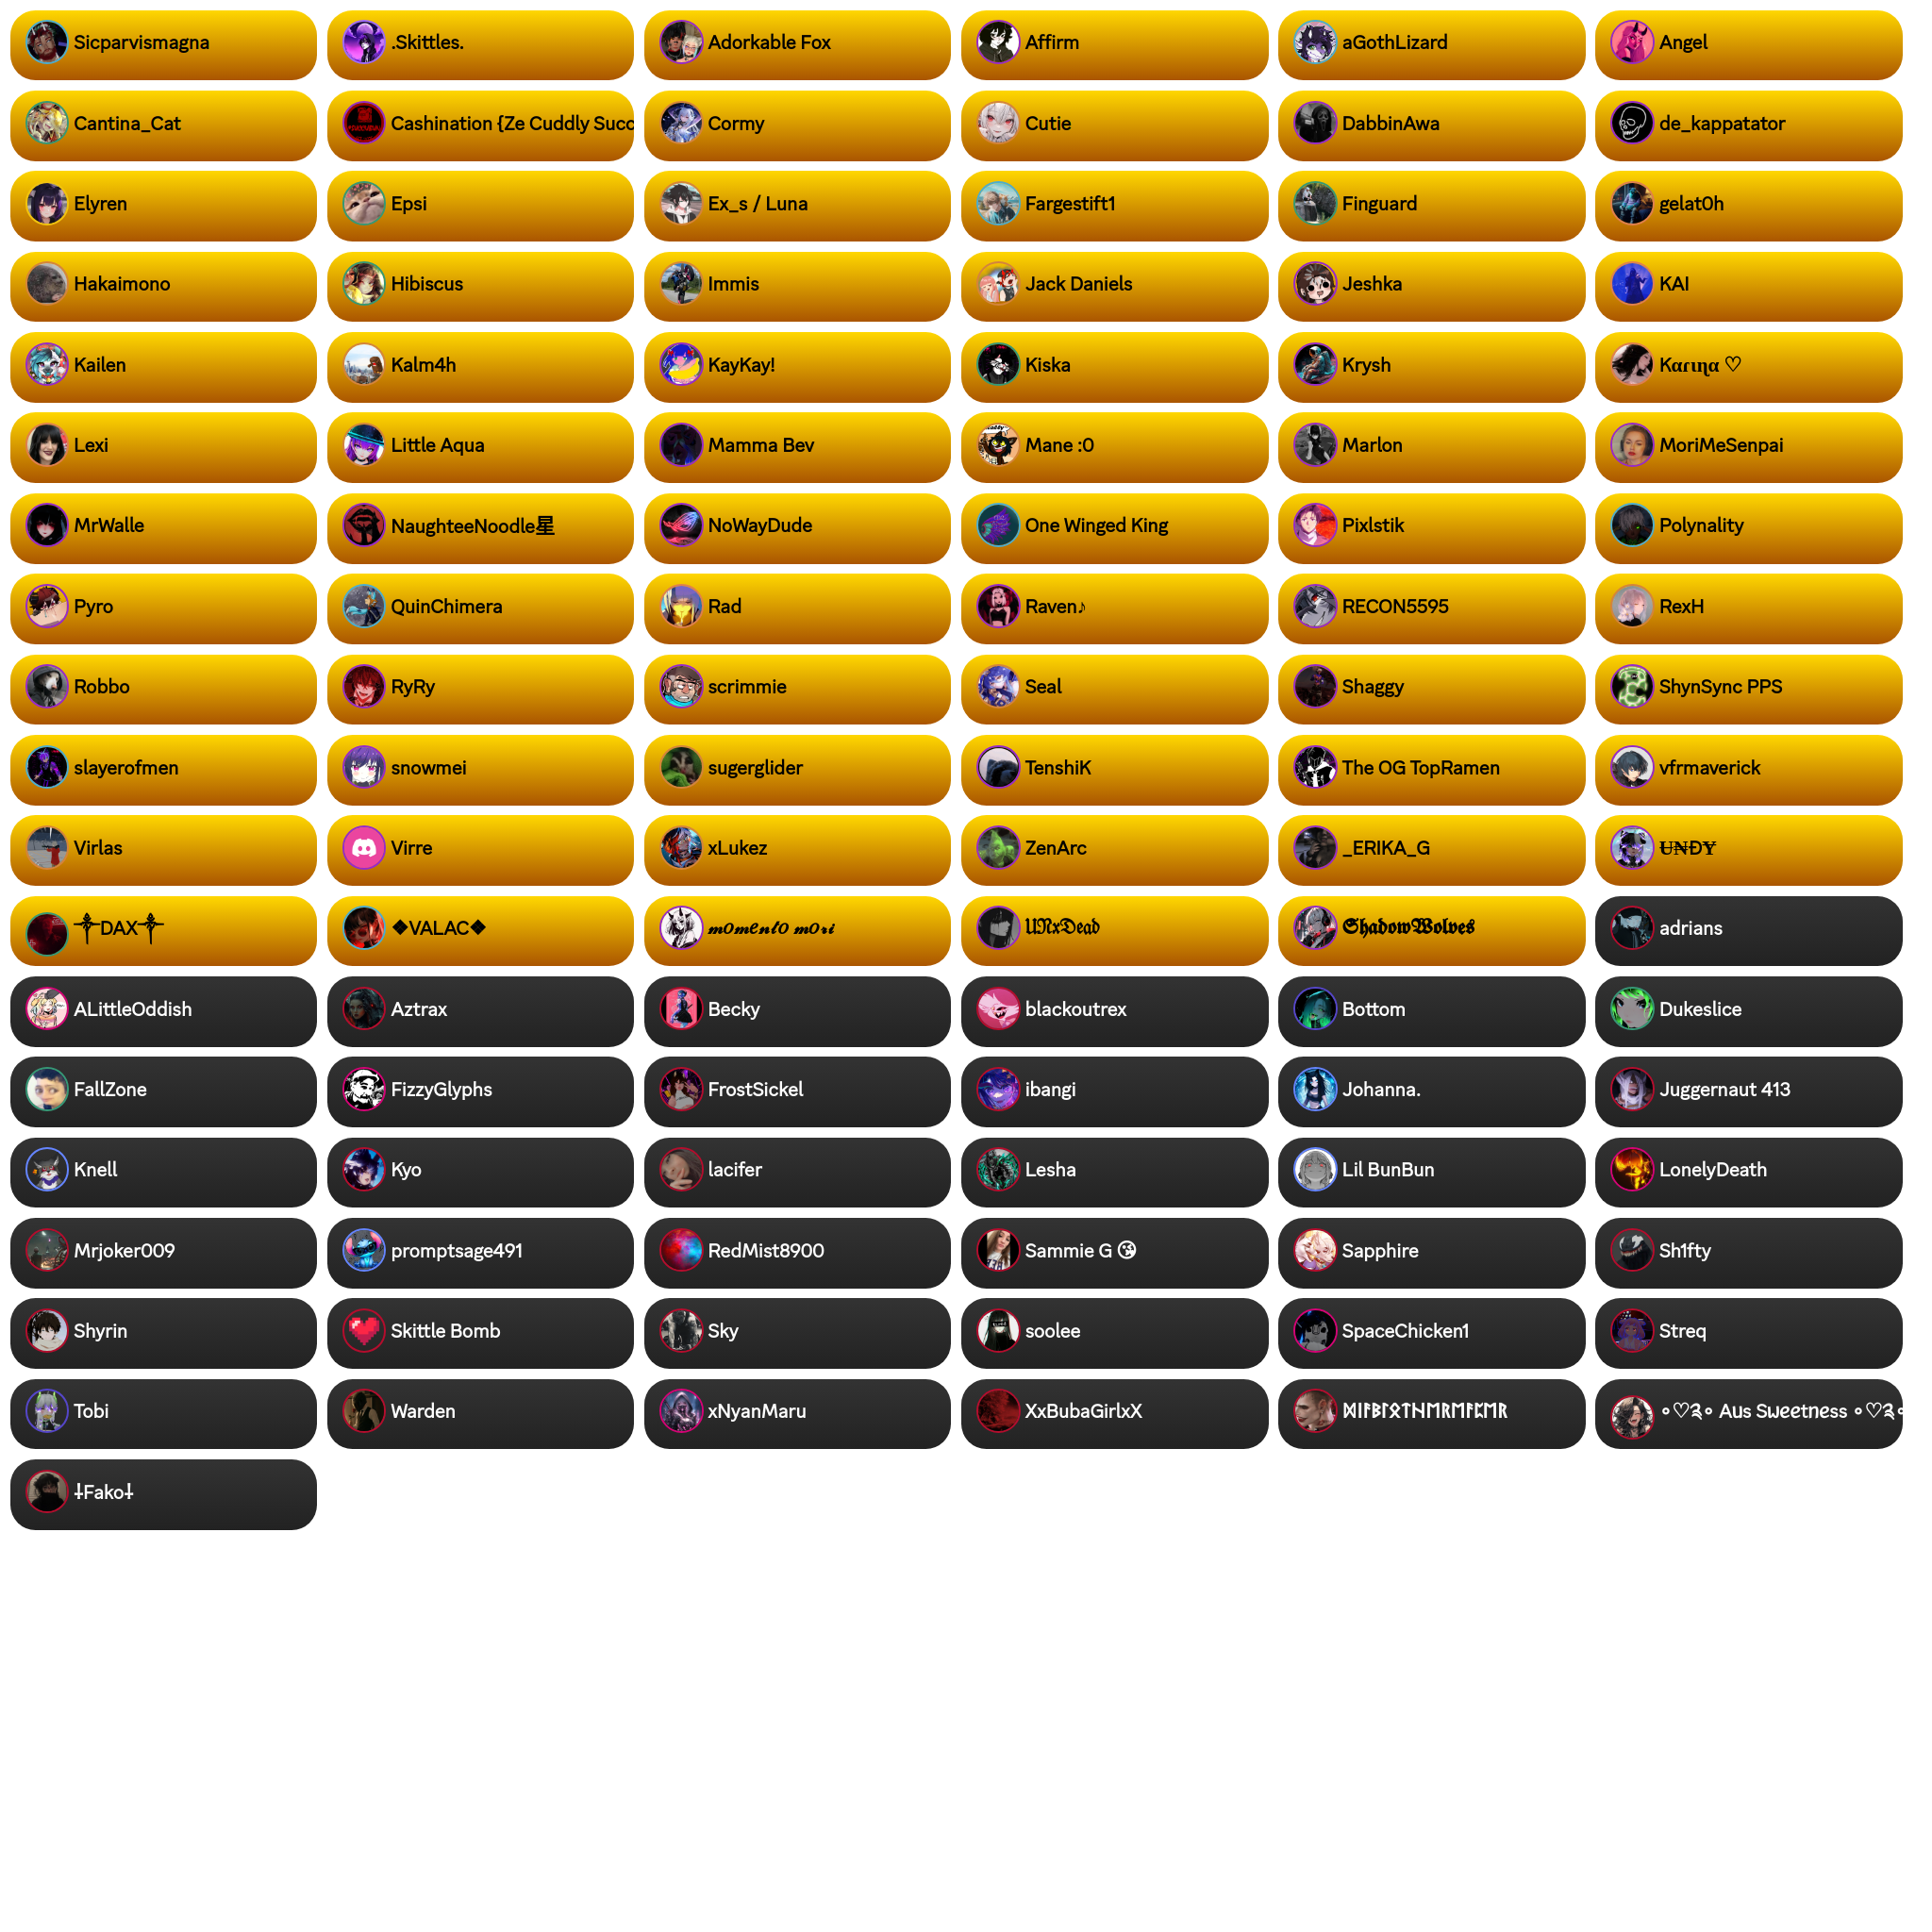 Sicparvismagna .Skittles. Adorkable Fox Affirm aGothLizard Angel
Cantina_Cat Cashination {Ze Cuddly Succ Cormy Cutie DabbinAwa de_kappatator
Elyren Epsi Ex_s / Luna Fargestift1 Finguard gelat0h
Hakaimono Hibiscus Immis Jack Daniels Jeshka KAI
Kailen Kalm4h KayKay! Kiska Krysh Kαɾιɳα ♡
Lexi Little Aqua Mamma Bev Mane :0 Marlon MoriMeSenpai
MrWalle NaughteeNoodle星 NoWayDude One Winged King Pixlstik Polynality
Pyro QuinChimera Rad Raven♪ RECON5595 RexH
Robbo RyRy scrimmie Seal Shaggy ShynSync PPS
slayerofmen snowmei sugerglider TenshiK The OG TopRamen vfrmaverick
Virlas Virre xLukez ZenArc _ERIKA_G Ʉ₦ĐɎ
༒DAX༒ ❖VALAC❖ 𝓶𝓸𝓶𝓮𝓷𝓽𝓸 𝓶𝓸𝓻𝓲 𝔘𝔑𝔵𝔇𝔢𝔞𝔡 𝕾𝖍𝖆𝖉𝖔𝖜𝖂𝖔𝖑𝖛𝖊𝖘 adrians
ALittleOddish Aztrax Becky blackoutrex Bottom Dukeslice
FallZone FizzyGlyphs FrostSickel ibangi Johanna. Juggernaut 413
Knell Kyo lacifer Lesha Lil BunBun LonelyDeath
Mrjoker009 promptsage491 RedMist8900 Sammie G 😘 Sapphire Sh1fty
Shyrin Skittle Bomb Sky soolee SpaceChicken1 Streq
Tobi Warden xNyanMaru XxBubaGirlxX ᛞᛁᚨᛒᛚᛟᛏᚺᛖᚱᛖᚨᛈᛖᚱ ∘♡༉∘ Aus Sweetness ∘♡༉∘
⸸Fako⸸